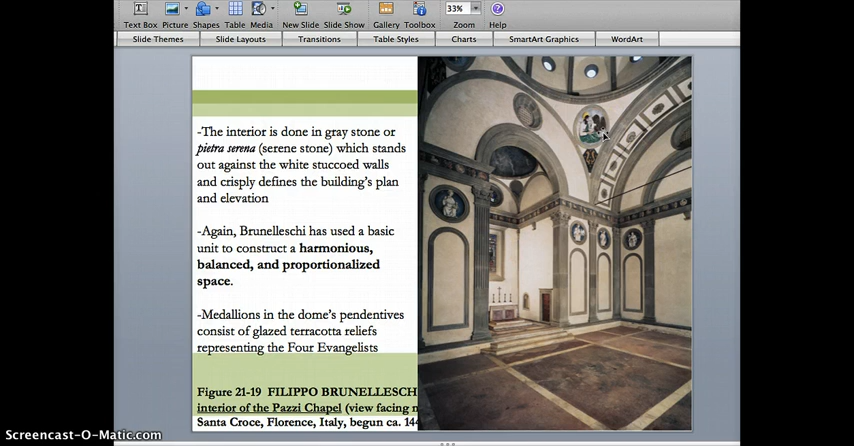 Text Box Picture Shapes Table Media New Slide Slide Show Gallery Toolbox Zoom Help
33%
Slide Themes Slide Layouts Transitions Table Styles Charts SmartArt Graphics WordArt
-The interior is done in gray stone or
pietra serena (serene stone) which stands
out against the white stuccoed walls
and crisply defines the building's plan
and elevation
-Again, Brunelleschi has used a basic
unit to construct a harmonious,
balanced, and proportionalized
space.
-Medallions in the dome's pendentives
consist of glazed terracotta reliefs
representing the Four Evangelists
Figure 21-19 FILIPPO BRUNELLESCH
interior of the Pazzi Chapel (view facing
Santa Croce, Florence, Italy, begun ca. 144
Screencast-O-Matic.com